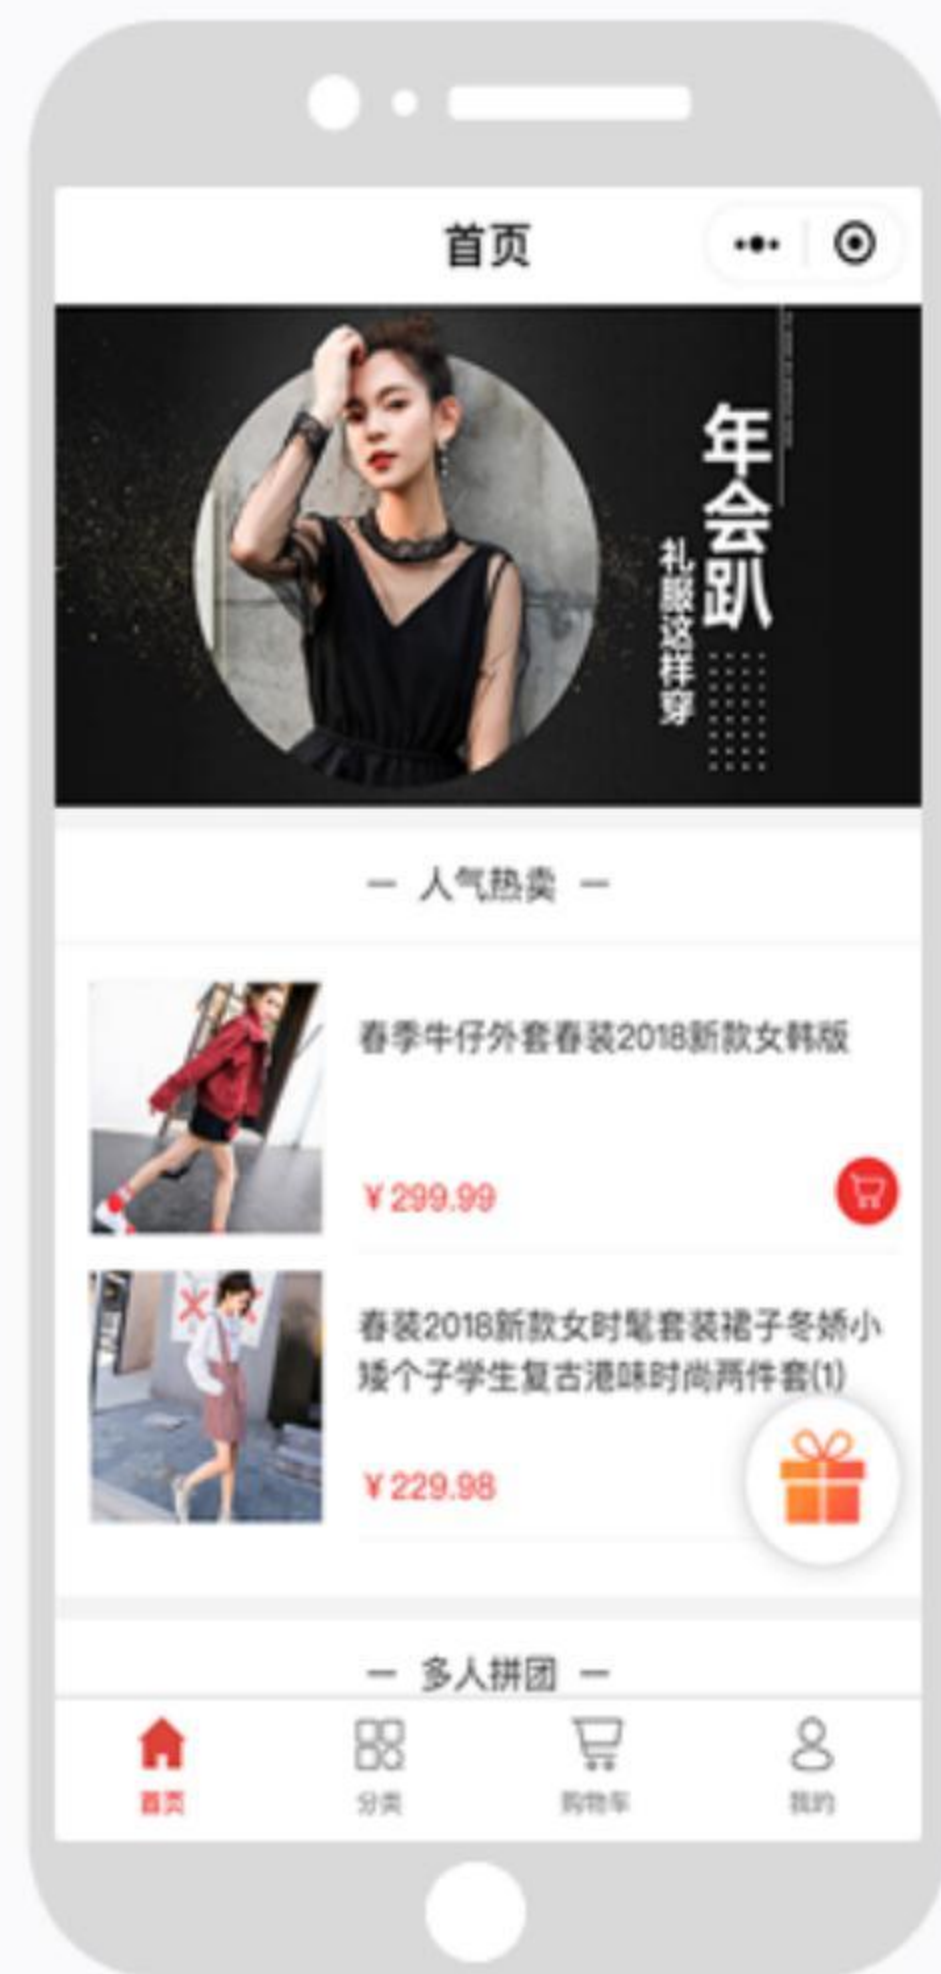 首页
年会趴
礼服这样穿
— 人气热卖 —
春季牛仔外套春装2018新款女韩版
¥299.99
春装2018新款女时髦套装裙子冬娇小
矮个子学生复古港味时尚两件套(1)
¥229.98
— 多人拼团 —
首页
分类
购物车
我的